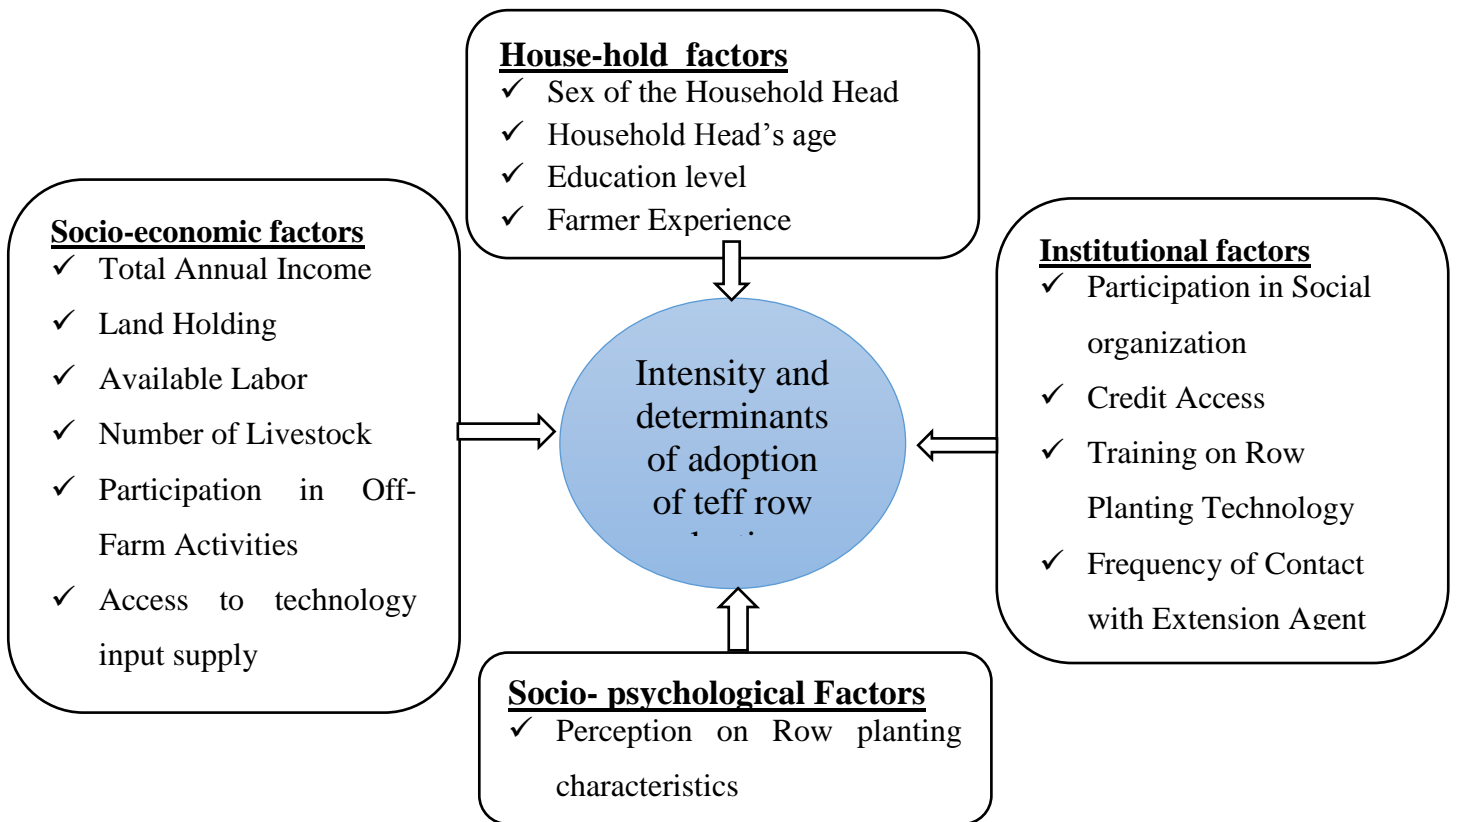 House-hold factors
✓ Sex of the Household Head
✓ Household Head’s age
✓ Education level
✓ Farmer Experience
Socio-economic factors
✓ Total Annual Income
✓ Land Holding
✓ Available Labor
✓ Number of Livestock
✓ Participation in Off-
Farm Activities
✓ Access to technology
input supply
Intensity and
determinants
of adoption
of teff row
Institutional factors
✓ Participation in Social
organization
✓ Credit Access
✓ Training on Row
Planting Technology
✓ Frequency of Contact
with Extension Agent
Socio- psychological Factors
✓ Perception on Row planting
characteristics